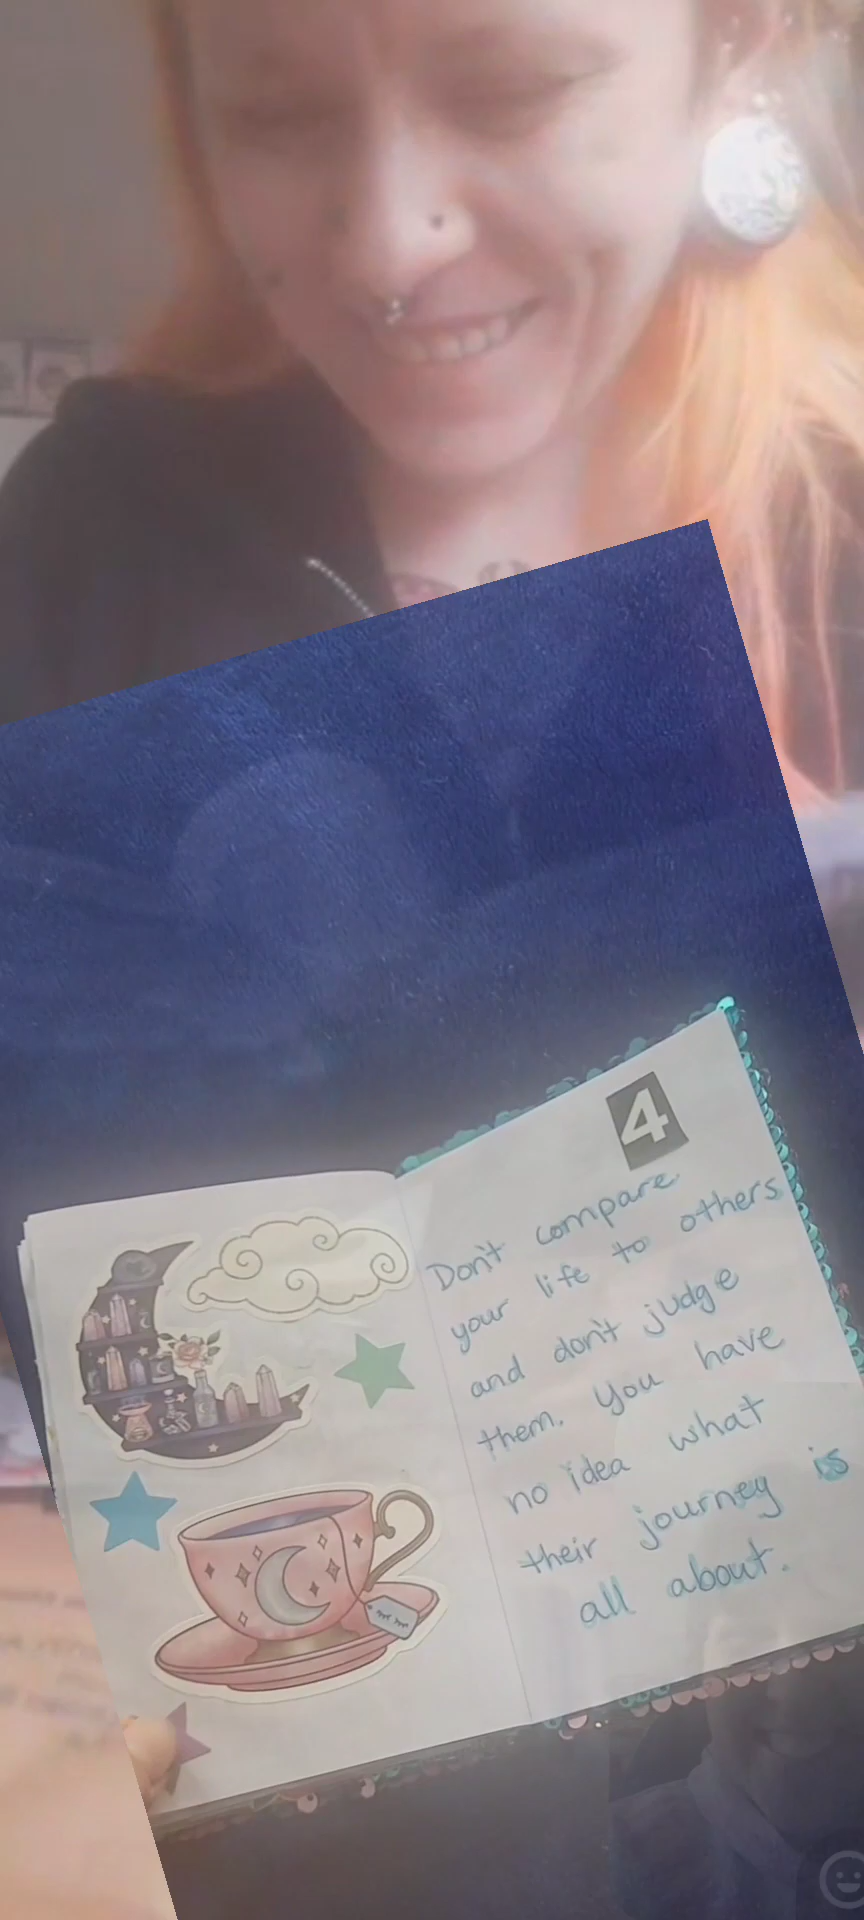 4
Don't compare
your life to others
and don't judge
them. You have
no idea what
their journey is
all about.